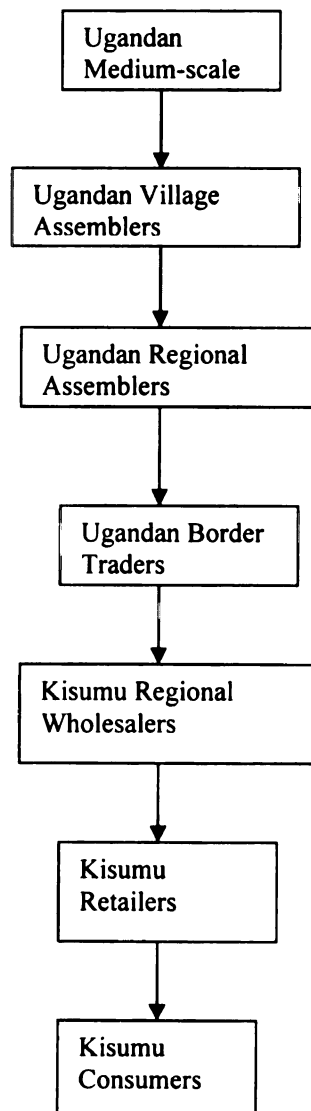 Ugandan
Medium-scale
Ugandan Village
Assemblers
Ugandan Regional
Assemblers
Ugandan Border
Traders
Kisumu Regional
Wholesalers
Kisumu
Retailers
Kisumu
Consumers